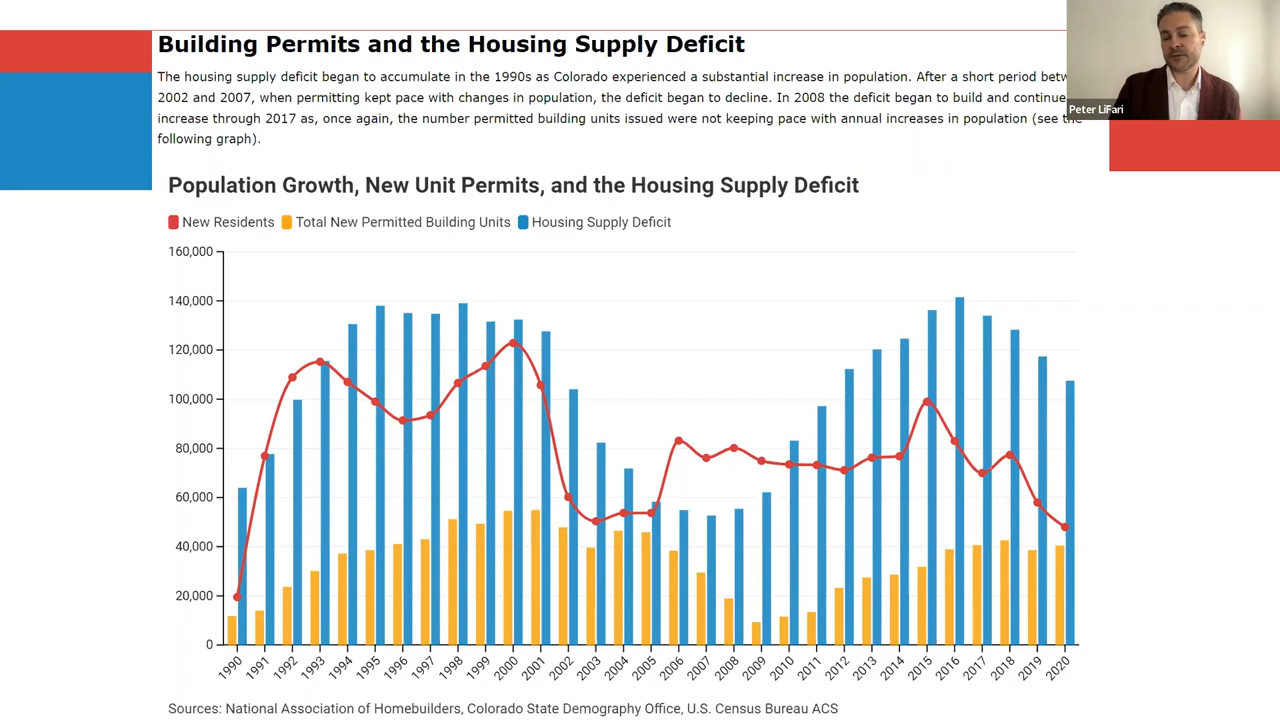 Building Permits and the Housing Supply Deficit
The housing supply deficit began to accumulate in the 1990s as Colorado experienced a substantial increase in population. After a short period
2002 and 2007, when permitting kept pace with changes in population, the deficit began to decline. In 2008 the deficit began to build and continue
increase through 2017 as, once again, the number permitted building units issued were not keeping pace with annual increases in population (see the
following graph).
Peter LiFari
Population Growth, New Unit Permits, and the Housing Supply Deficit
New Residents Total New Permitted Building Units Housing Supply Deficit
160,000
140,000
120,000
100,000
80,000
60,000
40,000
20,000
0
1990 1991 1992 1993 1994 1995 1996 1997 1998 1999 2000 2001 2002 2003 2004 2005 2006 2007 2008 2009 2010 2011 2012 2013 2014 2015 2016 2017 2018 2019 2020
Sources: National Association of Homebuilders, Colorado State Demography Office, U.S. Census Bureau ACS